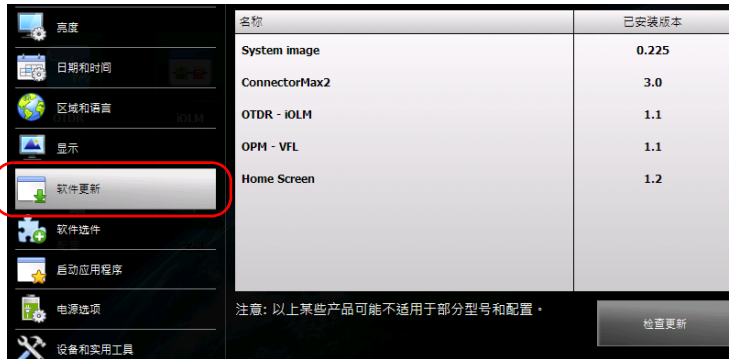 亮度
日期和时间
区域和语言
显示
软件更新
软件选件
启动应用程序
电源选项
设备和实用工具
OTDR
iOLM
名称 已安装版本
System image 0.225
ConnectorMax2 3.0
OTDR - iOLM 1.1
OPM - VFL 1.1
Home Screen 1.2
注意: 以上某些产品可能不适用于部分型号和配置。
检查更新